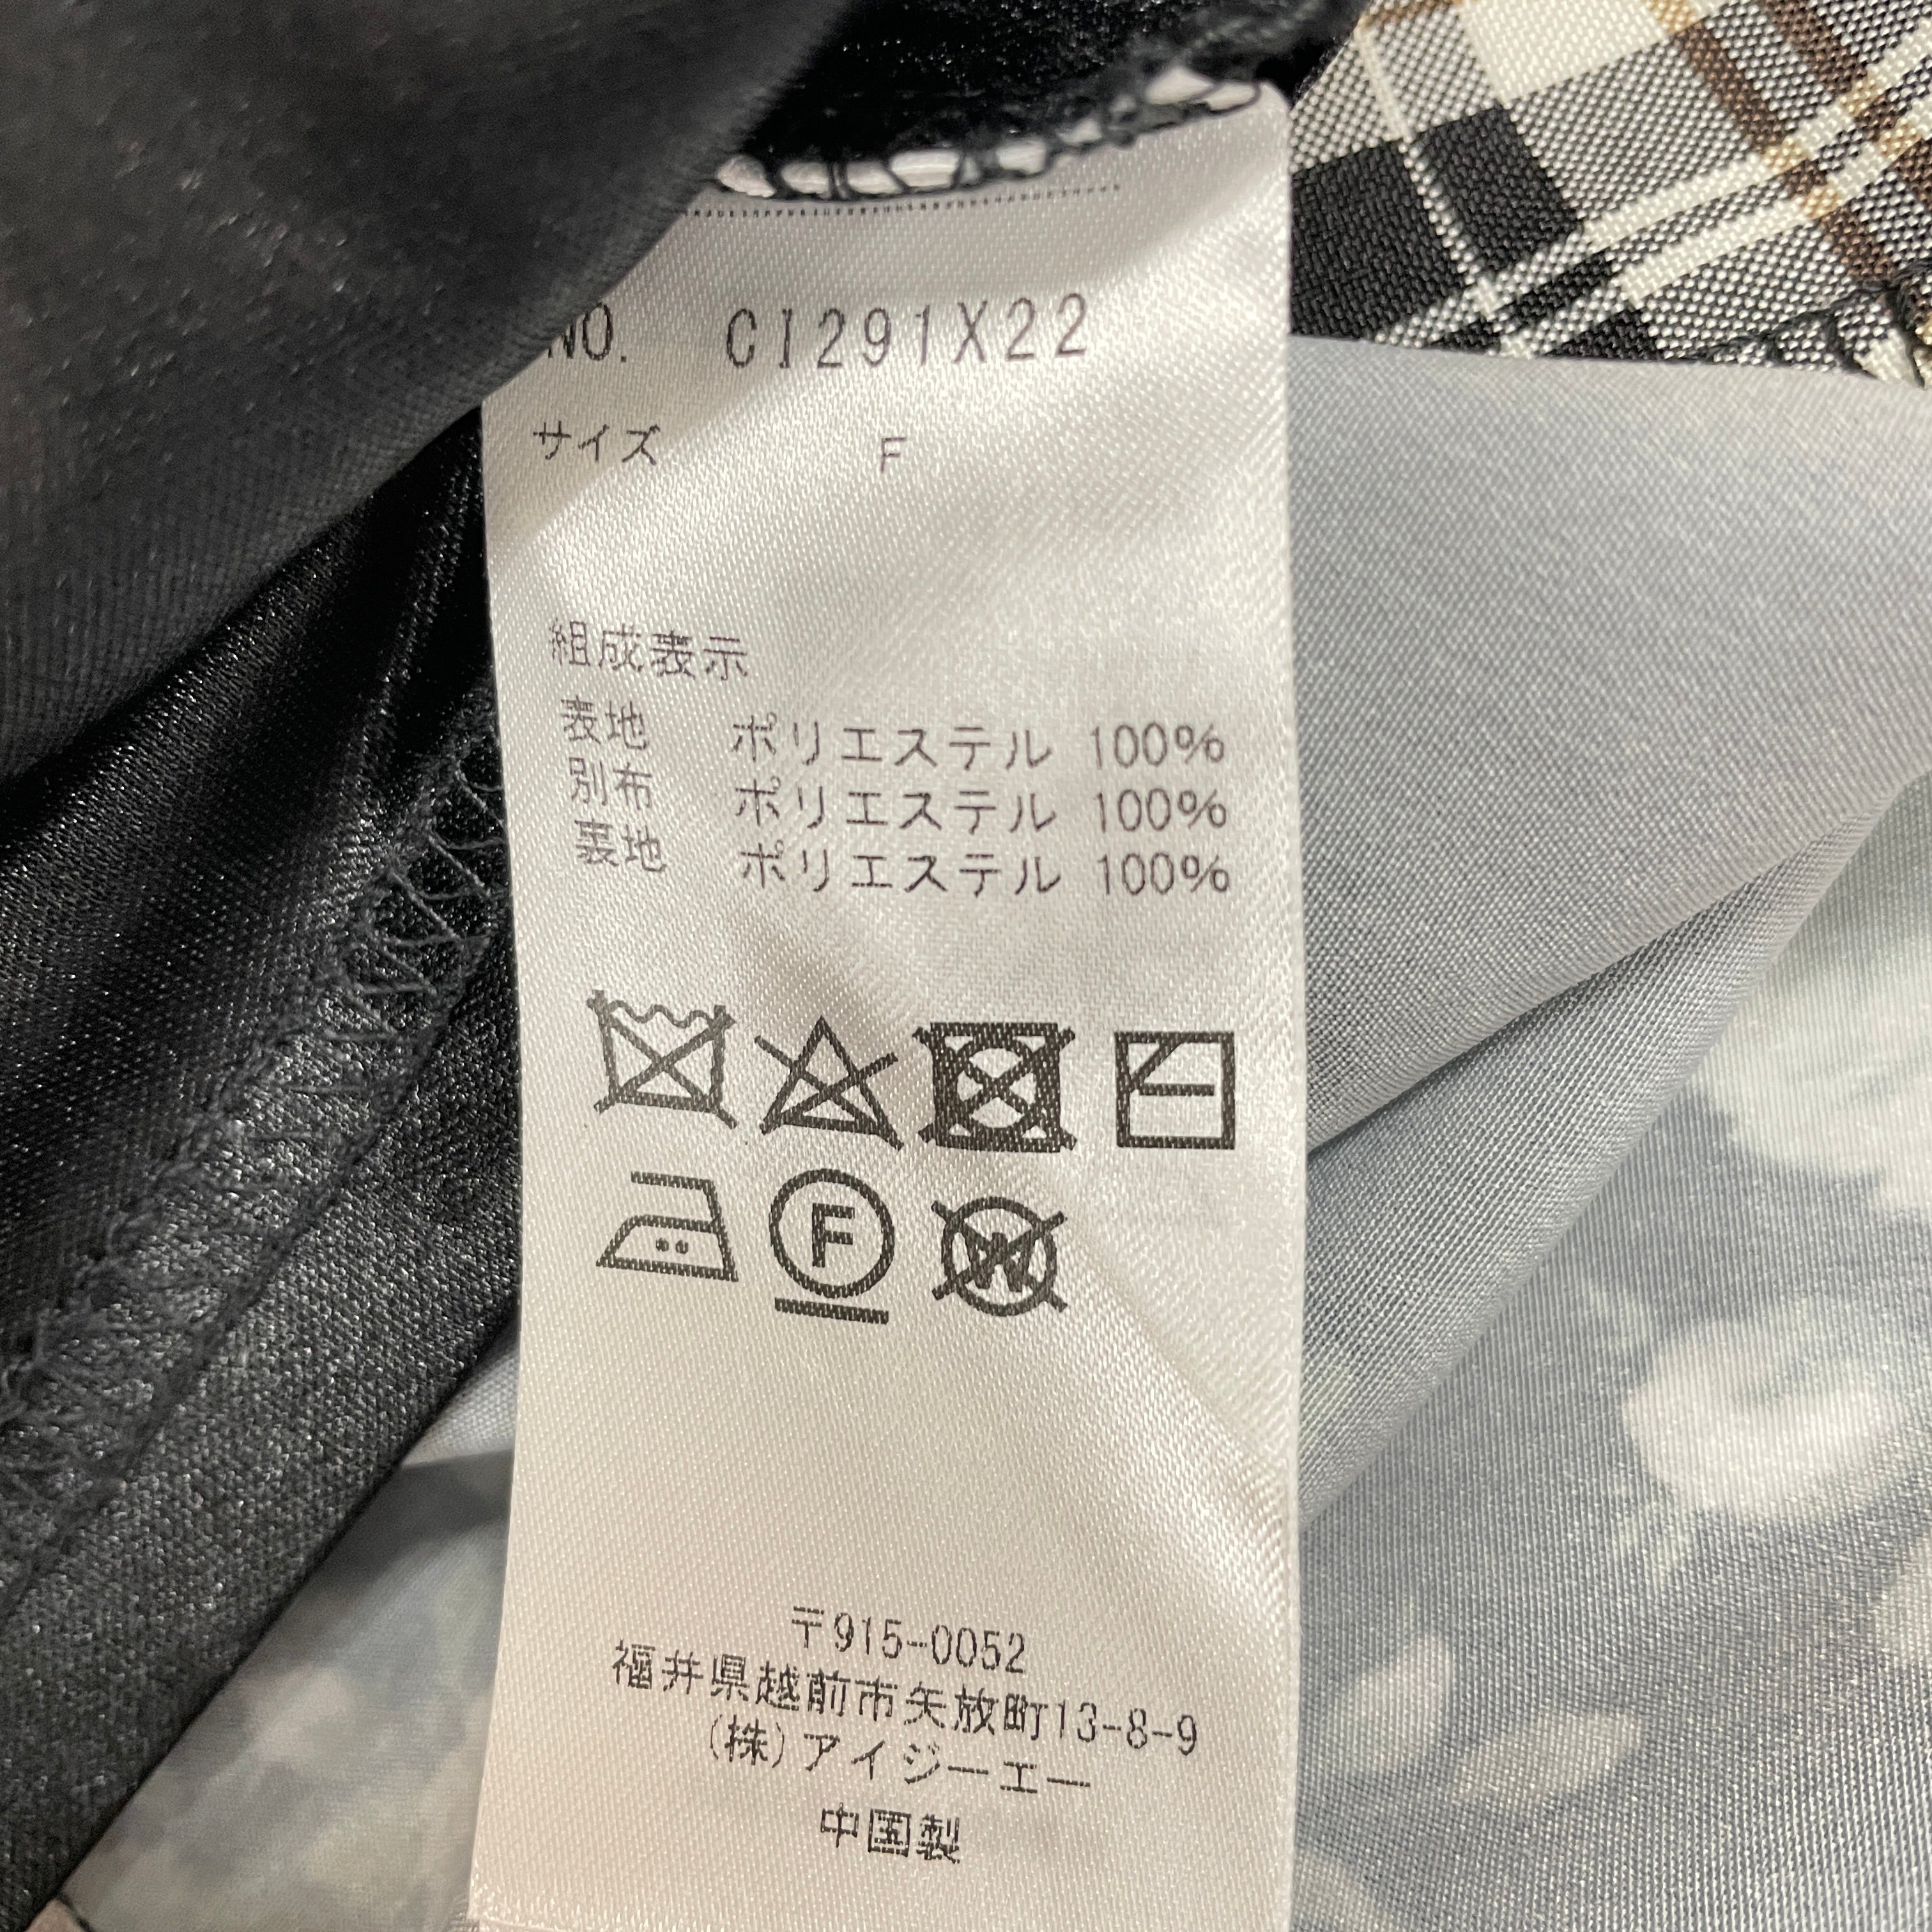 NO. CI291X22
サイズ F
組成表示
表地 ポリエステル 100%
別布 ポリエステル 100%
裏地 ポリエステル 100%
F
W
〒915-0052
福井県越前市矢放町13-8-9
(株)アイジーエー
中国製